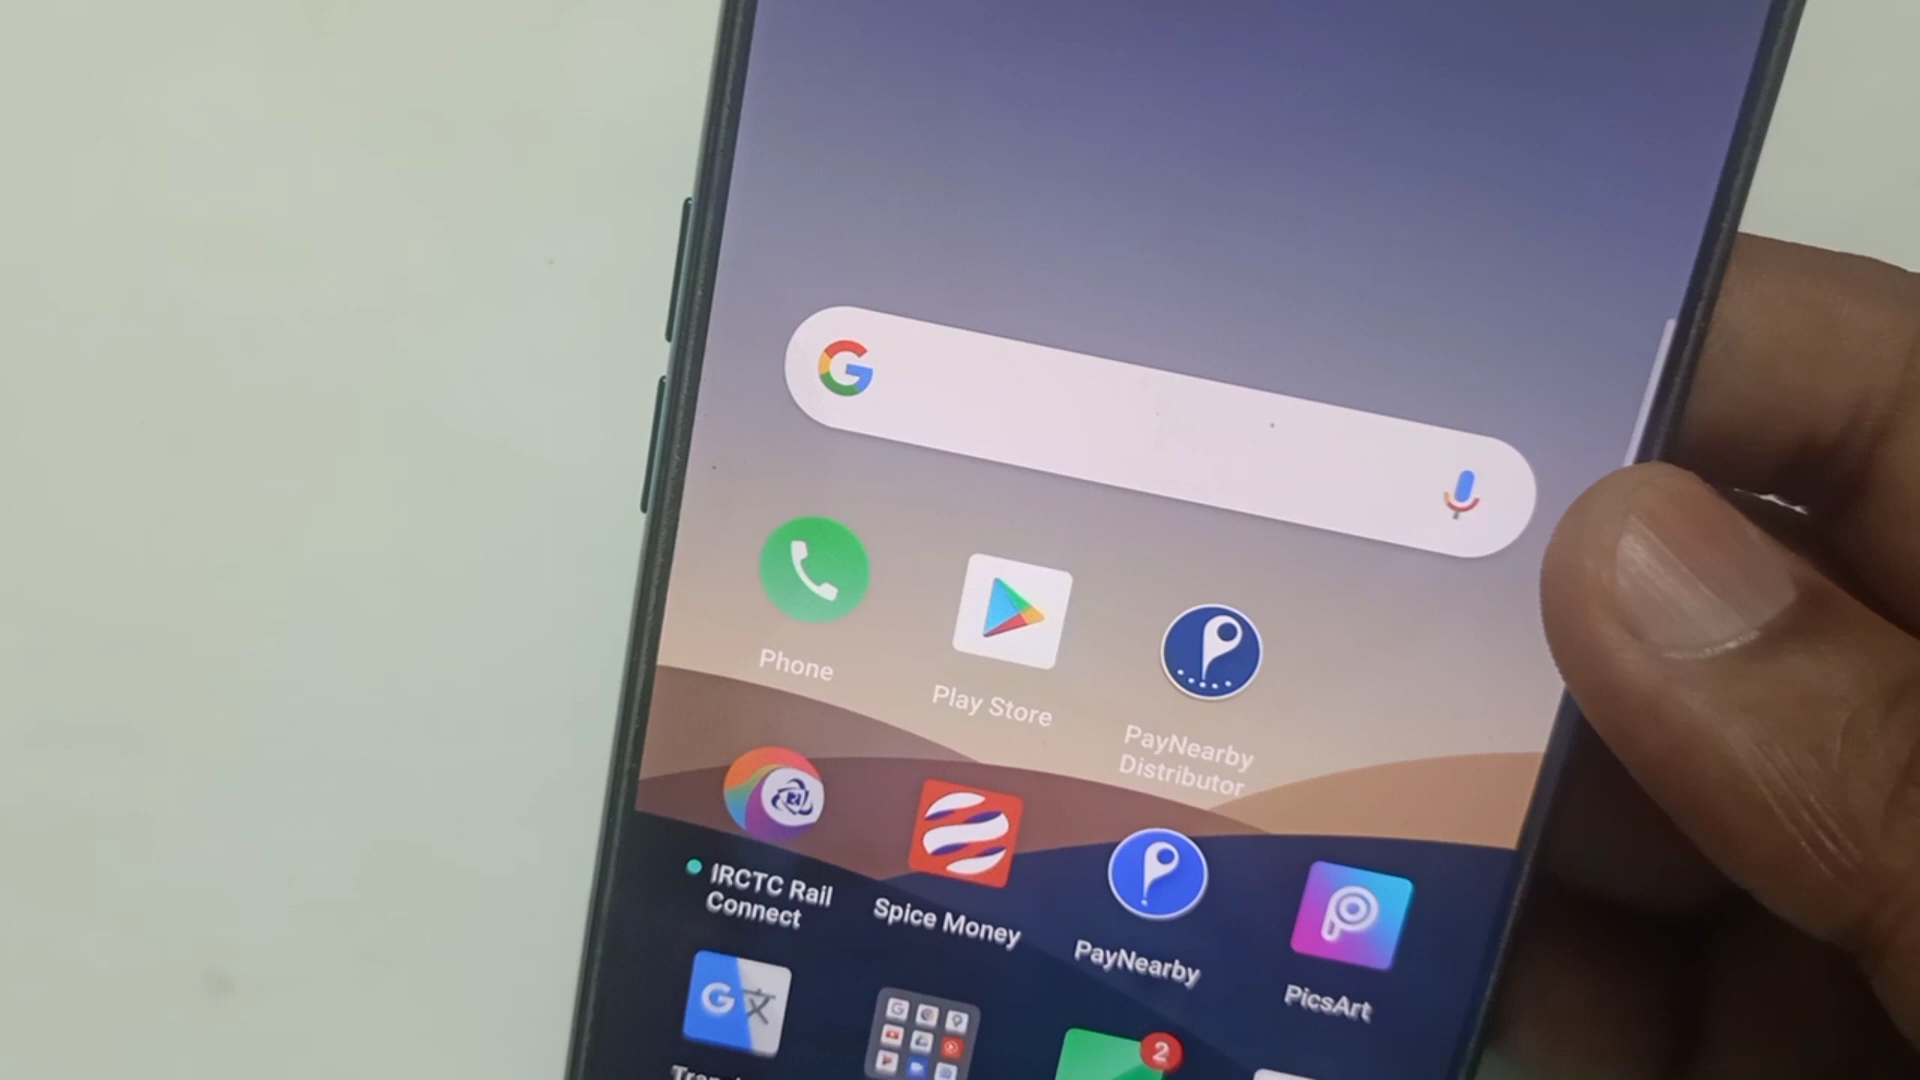 Phone
Play Store
PayNearby
Distributor
IRCTC Rail
Connect
Spice Money
PayNearby
PicsArt
2